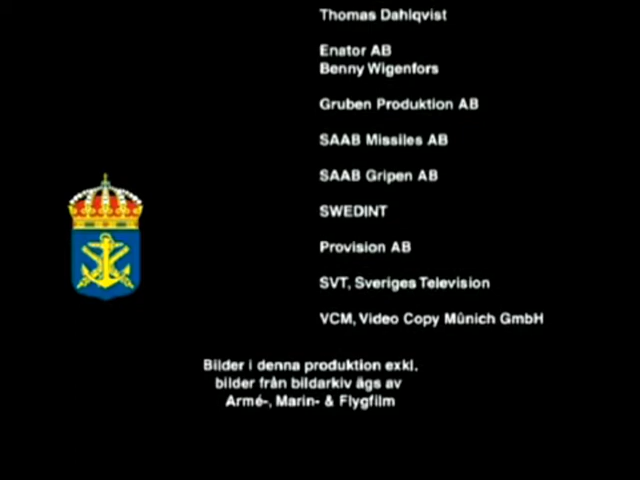 Thomas Dahlqvist
Enator AB
Benny Wigenfors
Gruben Produktion AB
SAAB Missiles AB
SAAB Gripen AB
SWEDINT
Provision AB
SVT, Sveriges Television
VCM, Video Copy Münich GmbH
Bilder i denna produktion exkl.
bilder från bildarkiv ägs av
Armé-, Marin- & Flygfilm